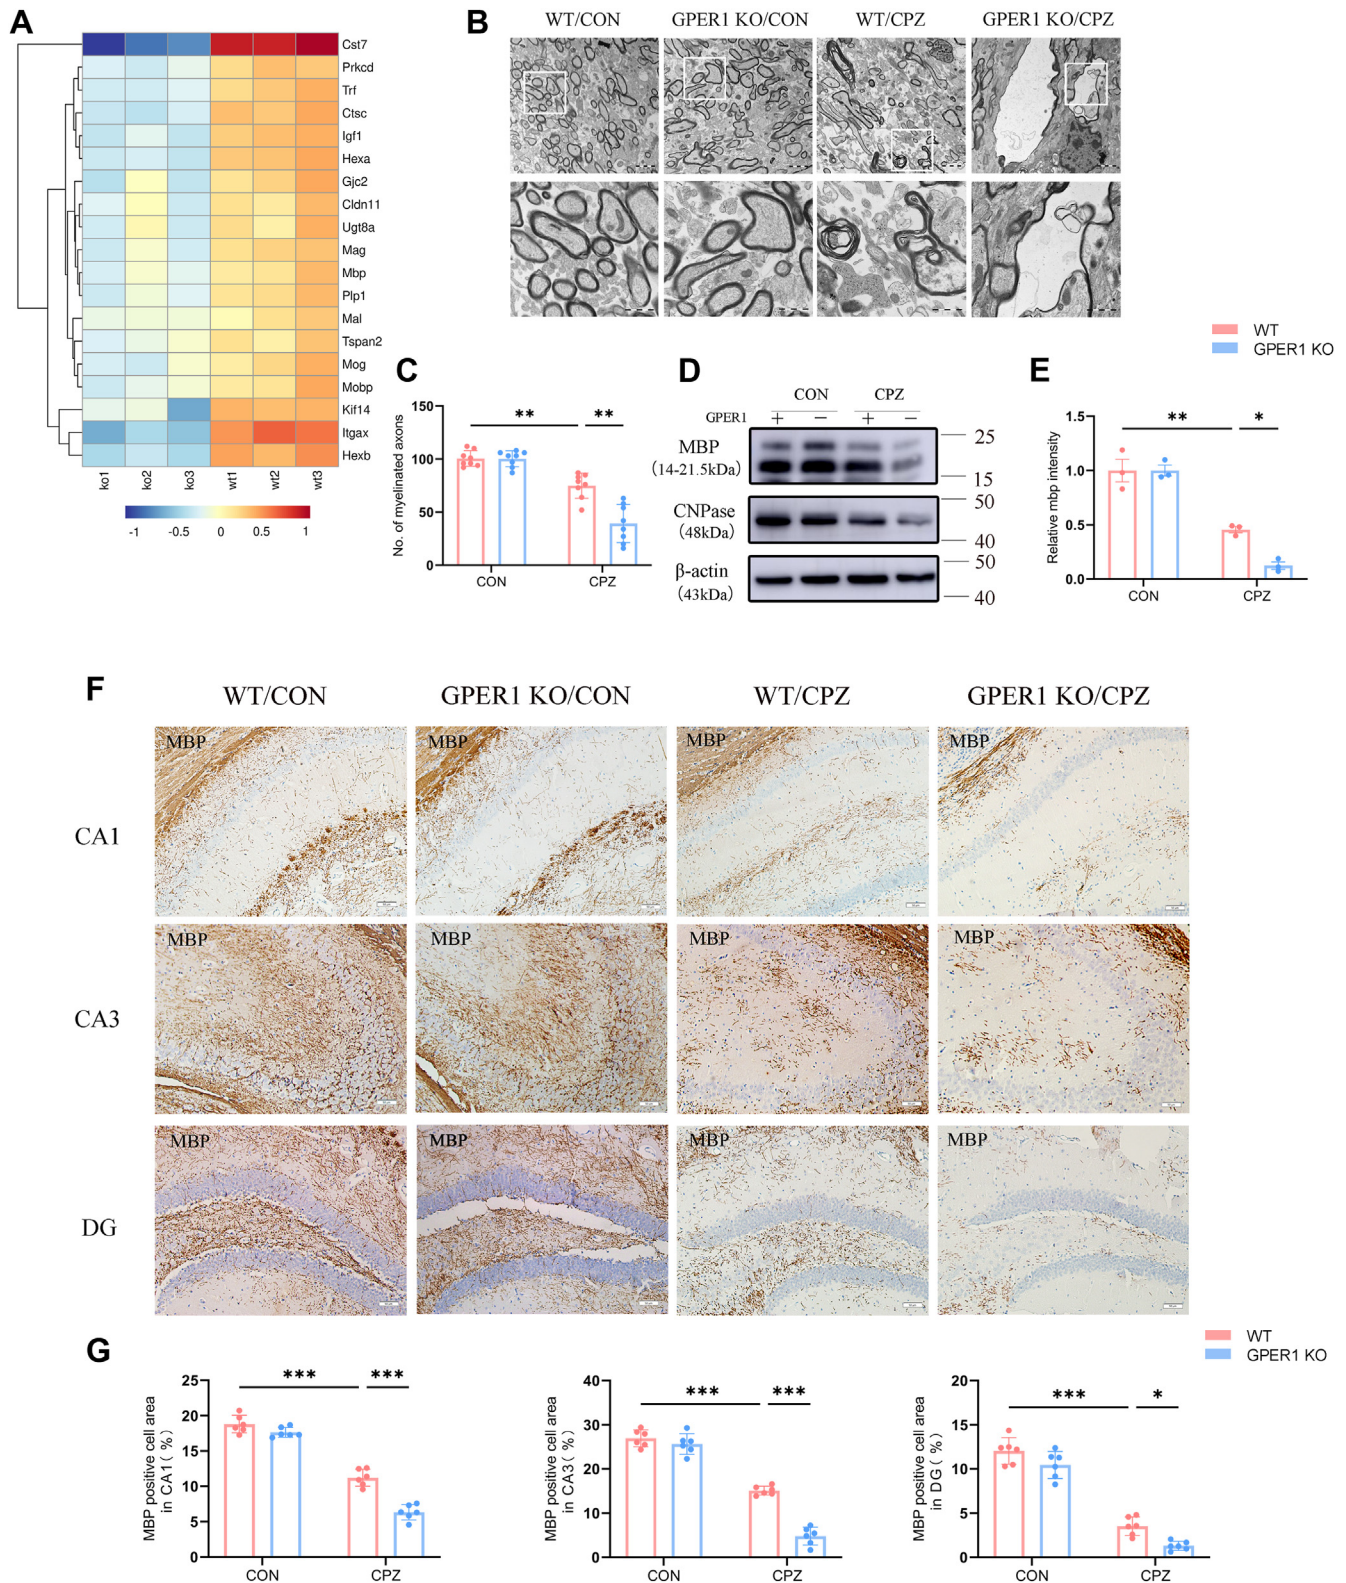 A
Cst7
Prkcd
Trf
Ctsc
Igf1
Hexa
Gjc2
Cldn11
Ugt8a
Mag
Mbp
Plp1
Mal
Tspan2
Mog
Mobp
Kif14
Itgax
Hexb
ko1 ko2 ko3 wt1 wt2 wt3
-1 -0.5 0 0.5 1
B
WT/CON GPER1 KO/CON WT/CPZ GPER1 KO/CPZ
WT
GPER1 KO
C
No. of myelinated axons
150
100
50
0
** **
CON CPZ
D
CON CPZ
GPER1 + − + −
MBP
(14-21.5kDa)
25
15
CNPase
(48kDa)
50
40
β-actin
(43kDa)
50
40
E
Relative mbp intensity
1.5
1.0
0.5
0.0
** *
CON CPZ
F
WT/CON GPER1 KO/CON WT/CPZ GPER1 KO/CPZ
CA1
MBP MBP MBP MBP
CA3
MBP MBP MBP MBP
DG
MBP MBP MBP MBP
WT
GPER1 KO
G
MBP positive cell area
in CA1( % )
25
20
15
10
5
0
*** ***
CON CPZ
MBP positive cell area
in CA3( % )
40
30
20
10
0
*** ***
CON CPZ
MBP positive cell area
in DG( % )
20
15
10
5
0
*** *
CON CPZ